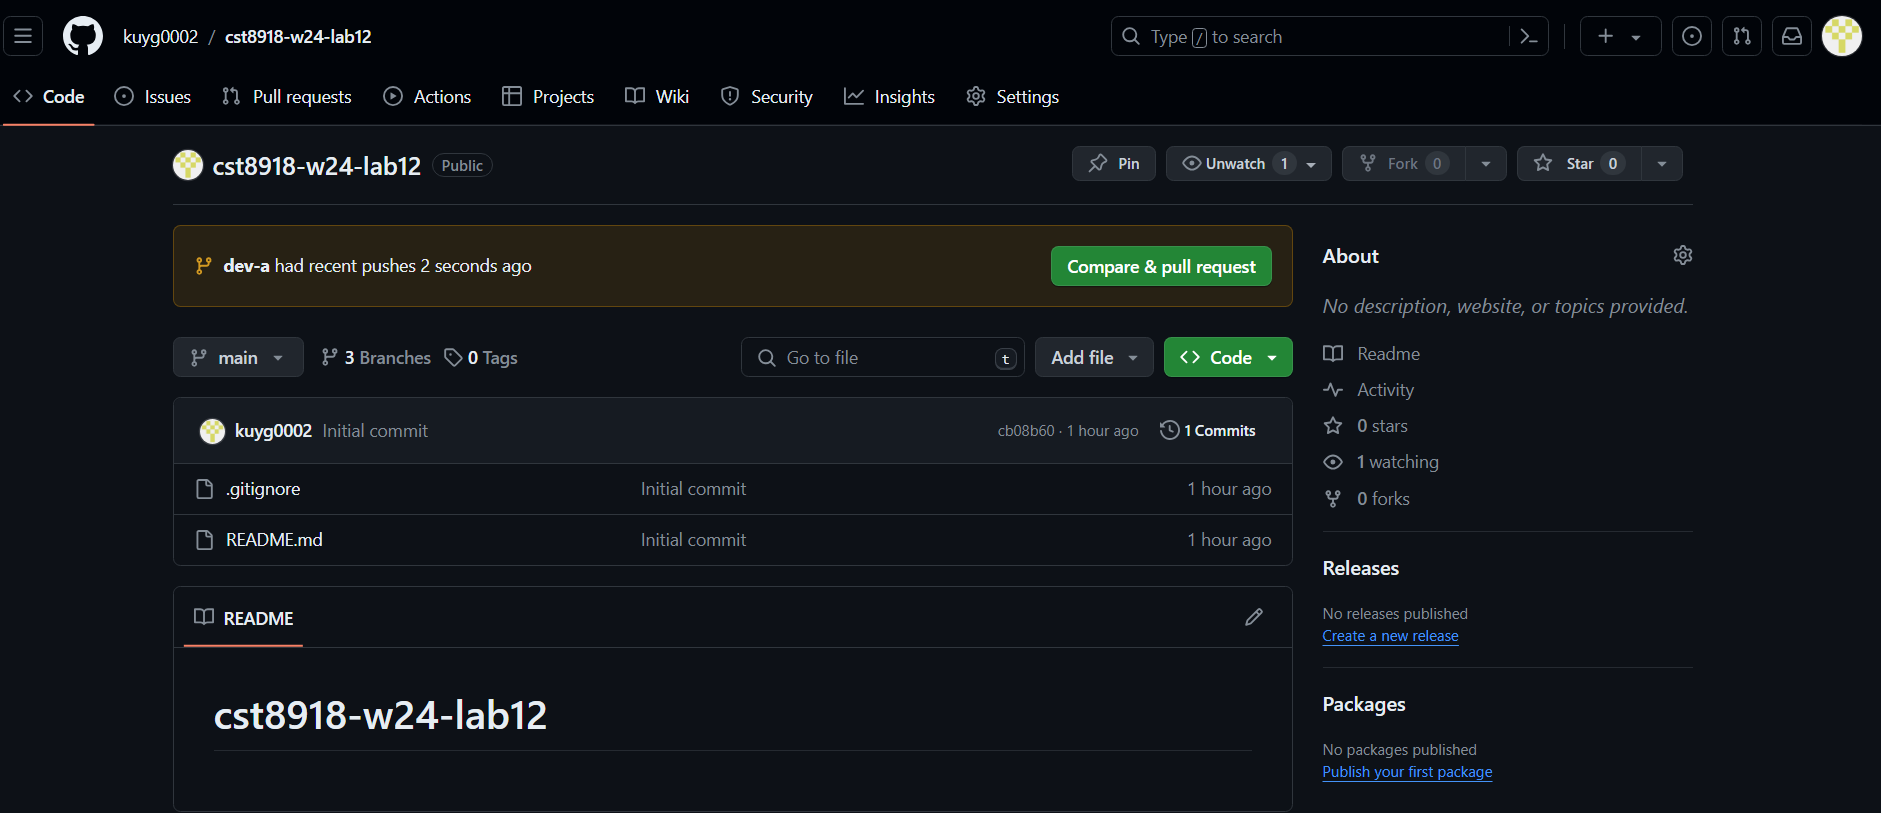 kuyg0002 / cst8918-w24-lab12
Type / to search
Code Issues Pull requests Actions Projects Wiki Security Insights Settings
cst8918-w24-lab12 Public
Pin Unwatch 1 Fork 0 Star 0
dev-a had recent pushes 2 seconds ago
Compare & pull request
main 3 Branches 0 Tags
Go to file t Add file Code
kuyg0002 Initial commit cb08b60 · 1 hour ago 1 Commits
.gitignore Initial commit 1 hour ago
README.md Initial commit 1 hour ago
README
cst8918-w24-lab12
About
No description, website, or topics provided.
Readme
Activity
0 stars
1 watching
0 forks
Releases
No releases published
Create a new release
Packages
No packages published
Publish your first package